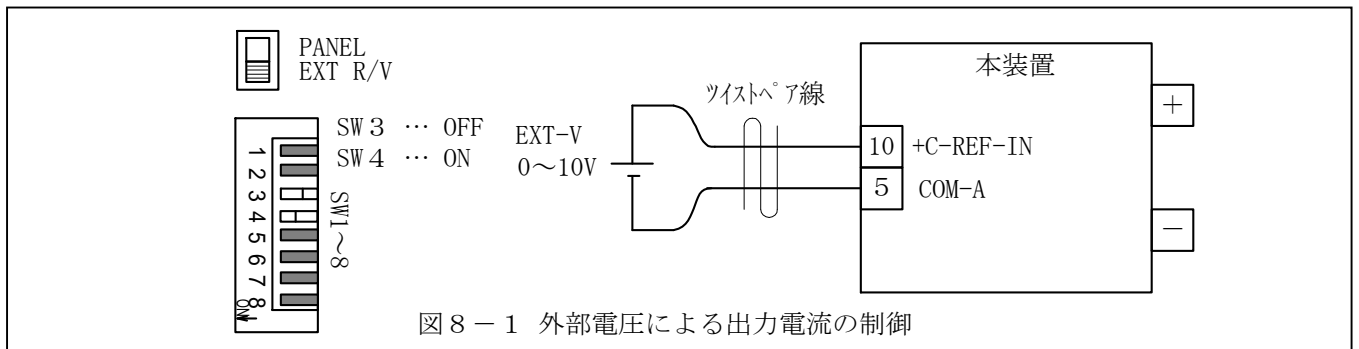 PANEL
EXT R/V
SW3 … OFF
SW4 … ON
1
2
3
4
5
6
7
8
ON
SW1～8
EXT-V
0～10V
ﾂｲｽﾄﾍﾟｱ線
本装置
10 +C-REF-IN
5 COM-A
+
-
図８－１ 外部電圧による出力電流の制御